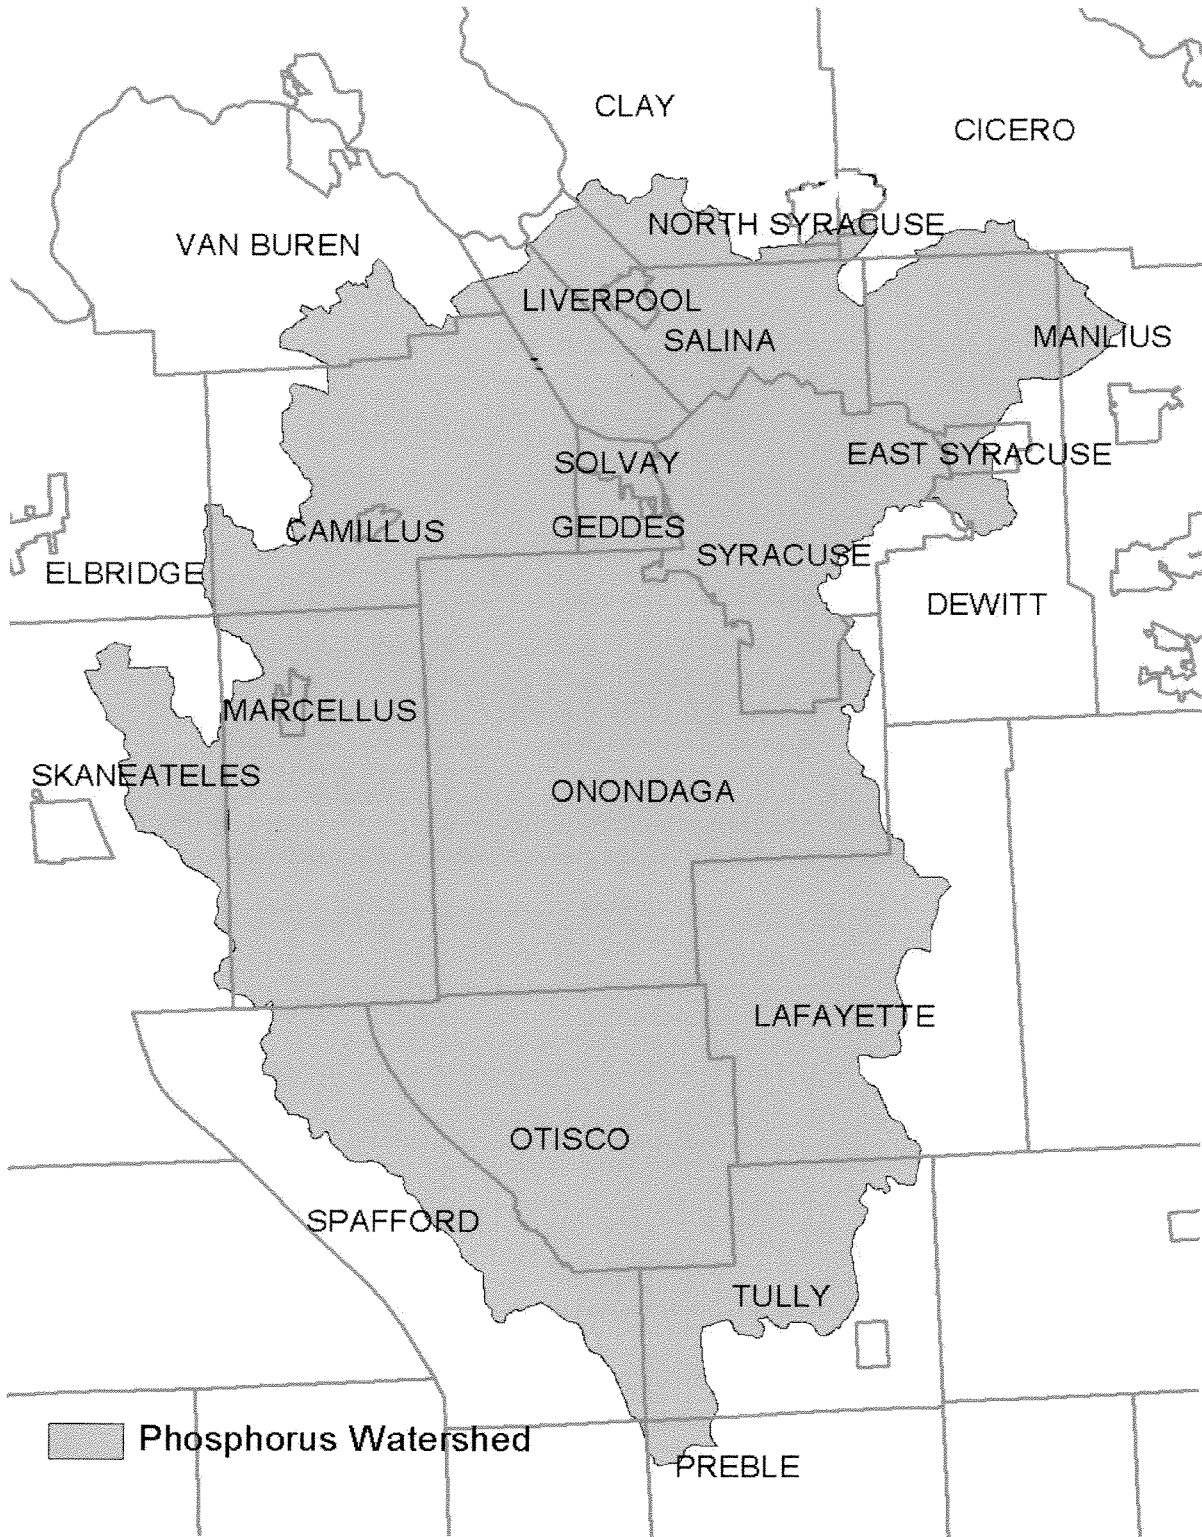 CLAY
CICERO
NORTH SYRACUSE
VAN BUREN
LIVERPOOL
SALINA
MANLIUS
SOLVAY
EAST SYRACUSE
CAMILLUS
GEDDES
SYRACUSE
ELBRIDGE
DEWITT
MARCELLUS
SKANEATELES
ONONDAGA
LAFAYETTE
OTISCO
SPAFFORD
TULLY
Phosphorus Watershed
PREBLE